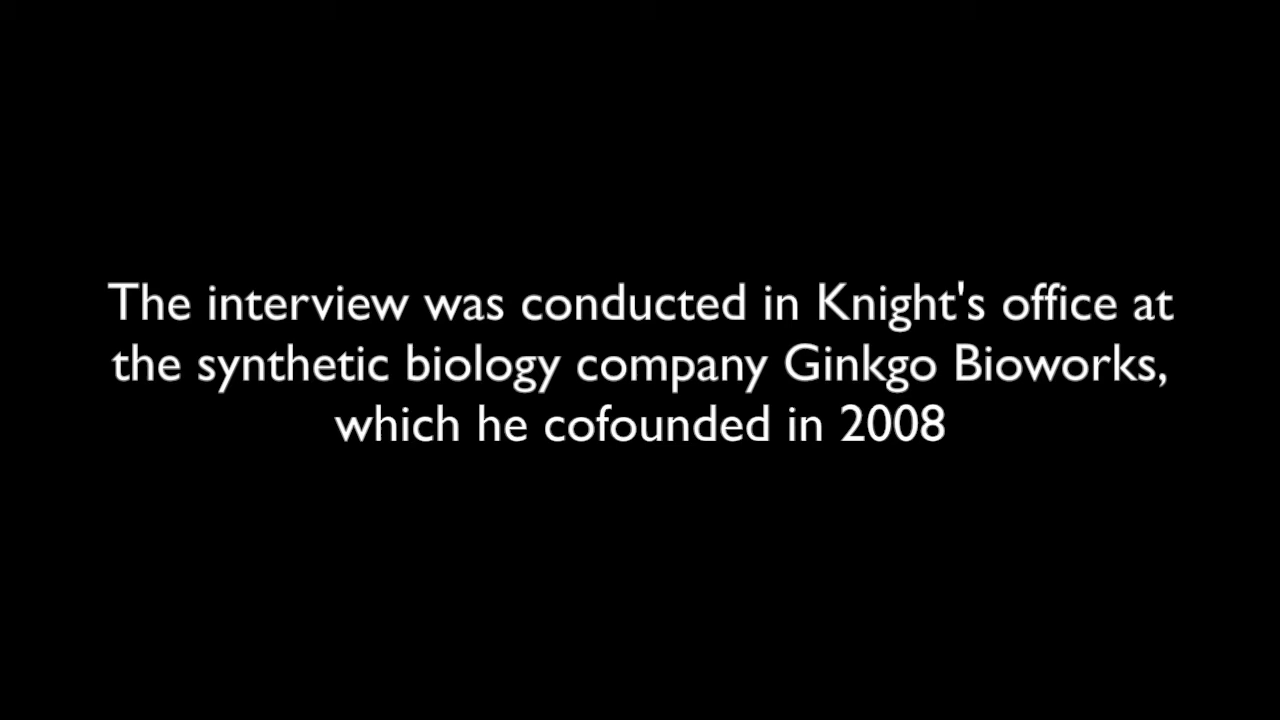 The interview was conducted in Knight's office at
the synthetic biology company Ginkgo Bioworks,
which he cofounded in 2008